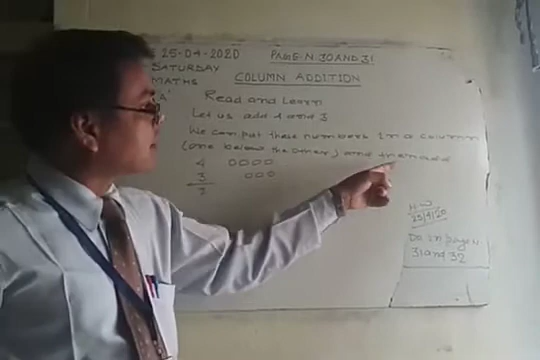 25-04-2020 PAGE-N.30 AND 31
SATURDAY
MATHS
'A'
COLUMN ADDITION
Read and Learn
Let us add 4 and 3
We can put these numbers in a column
(one below the other) and then add
4 0000
3 000
7
H.W
25/4/20
Do in page N.
31 and 32